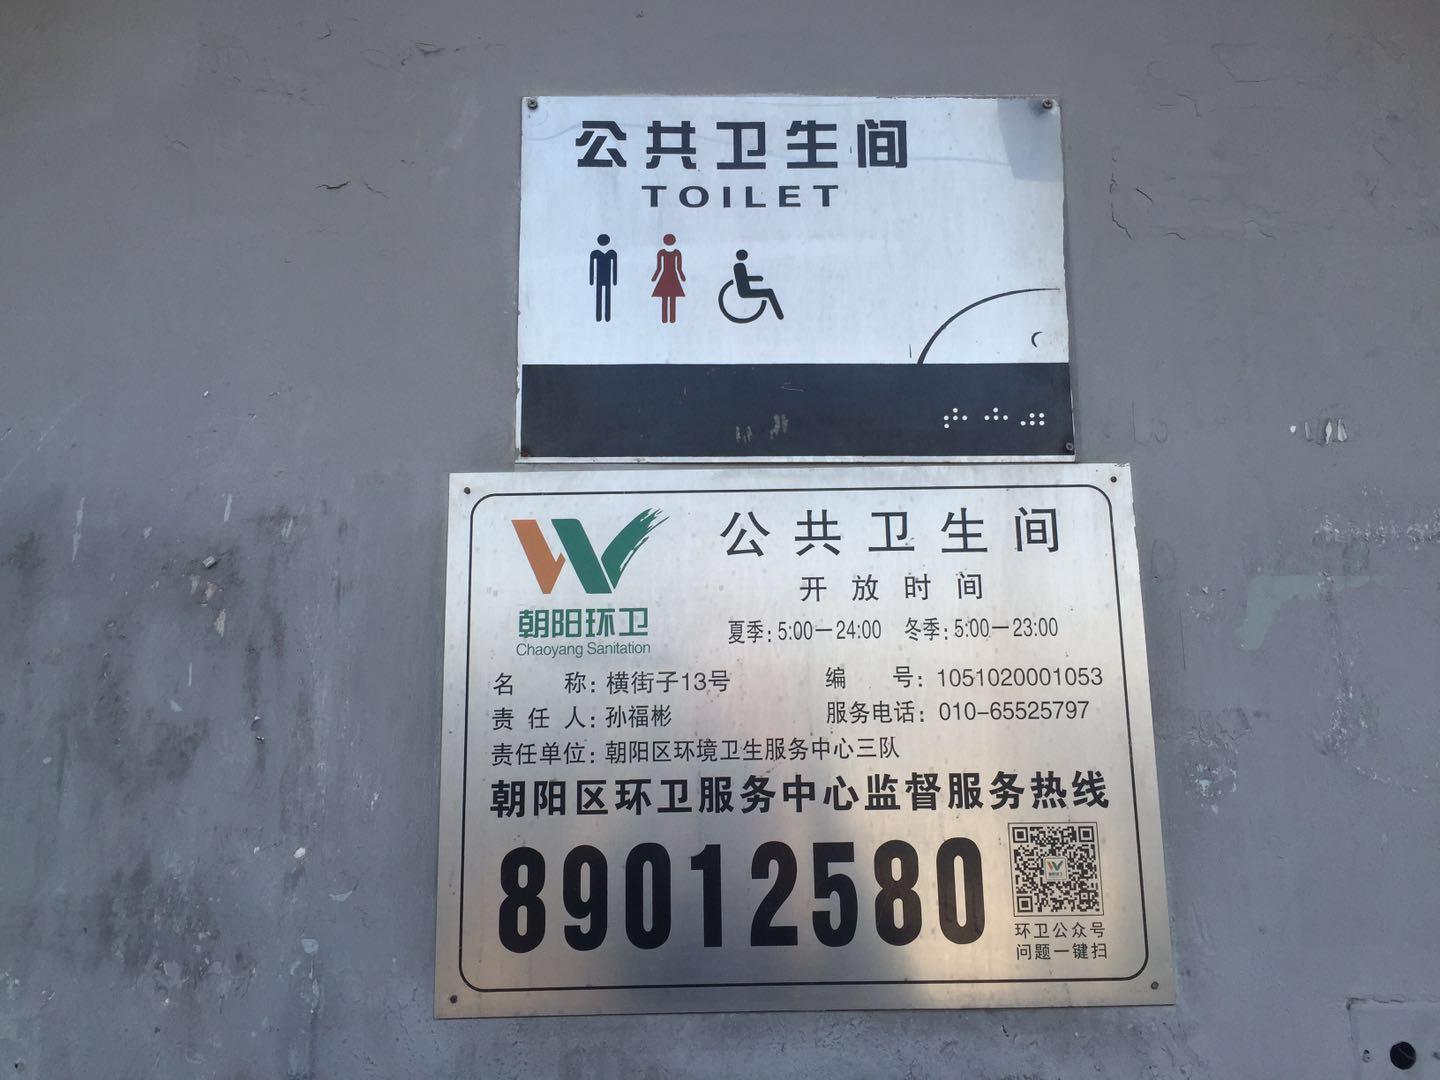 公共卫生间
TOILET
朝阳环卫
Chaoyang Sanitation
公共卫生间
开放时间
夏季:5:00—24:00 冬季:5:00—23:00
名 称:横街子13号 编 号:1051020001053
责任人:孙福彬 服务电话:010-65525797
责任单位:朝阳区环境卫生服务中心三队
朝阳区环卫服务中心监督服务热线
89012580
环卫公众号
问题一键扫